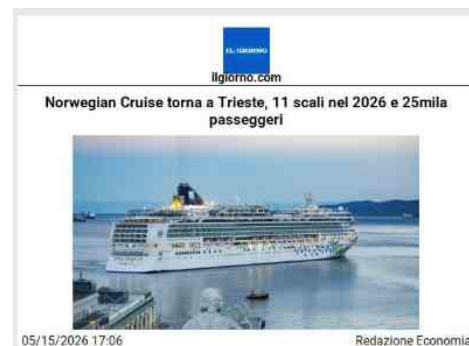 IL GIORNO
ilgiorno.com
Norwegian Cruise torna a Trieste, 11 scali nel 2026 e 25mila
passeggeri
05/15/2026 17:06
Redazione Economia